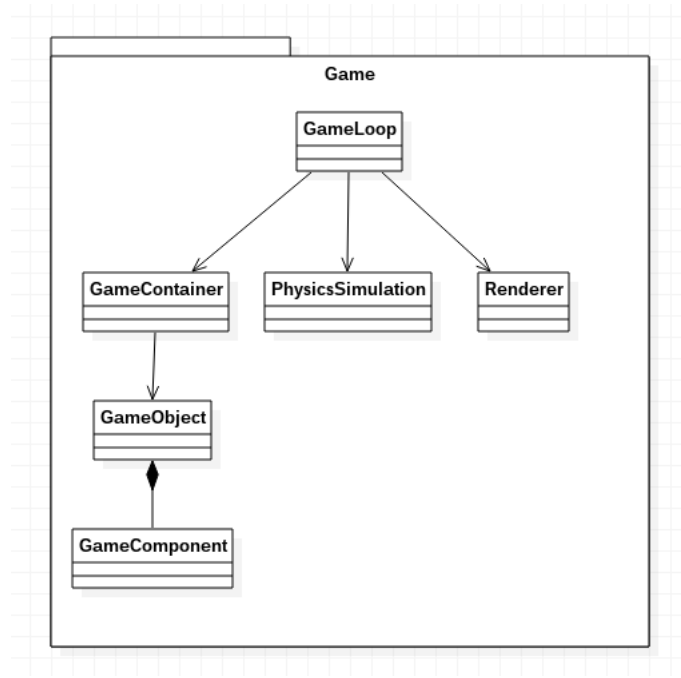 Game
GameLoop
GameContainer
PhysicsSimulation
Renderer
GameObject
GameComponent